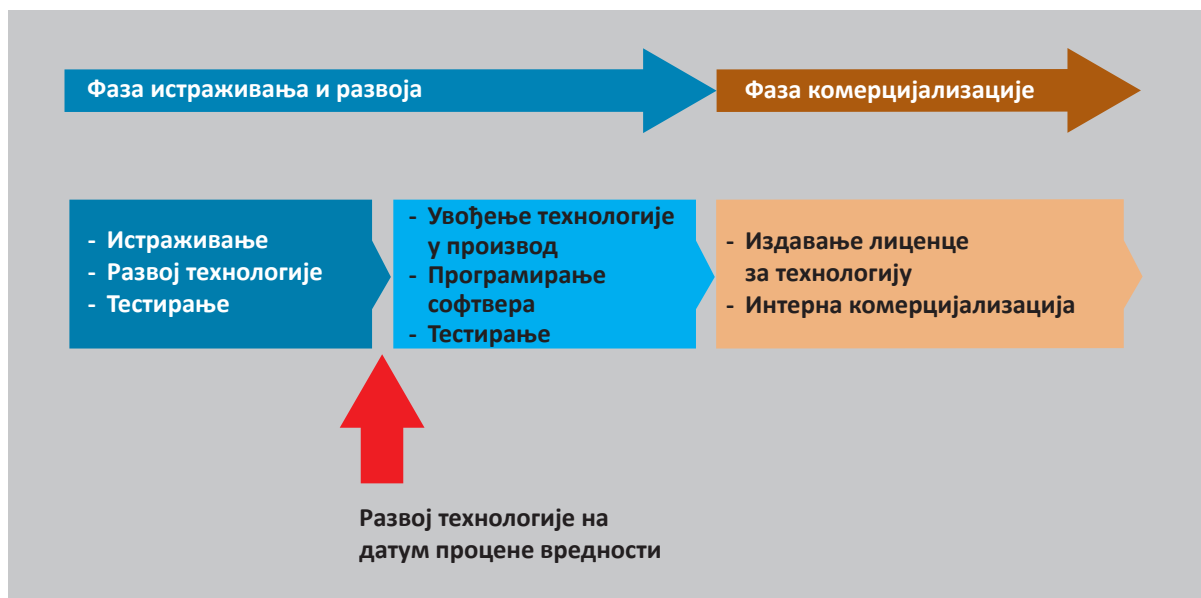 Фаза истраживања и развоја
Фаза комерцијализације
- Истраживање
- Развој технологије
- Тестирање
- Увођење технологије
у производ
- Програмирање
софтвера
- Тестирање
- Издавање лиценце
за технологију
- Интерна комерцијализација
Развој технологије на
датум процене вредности